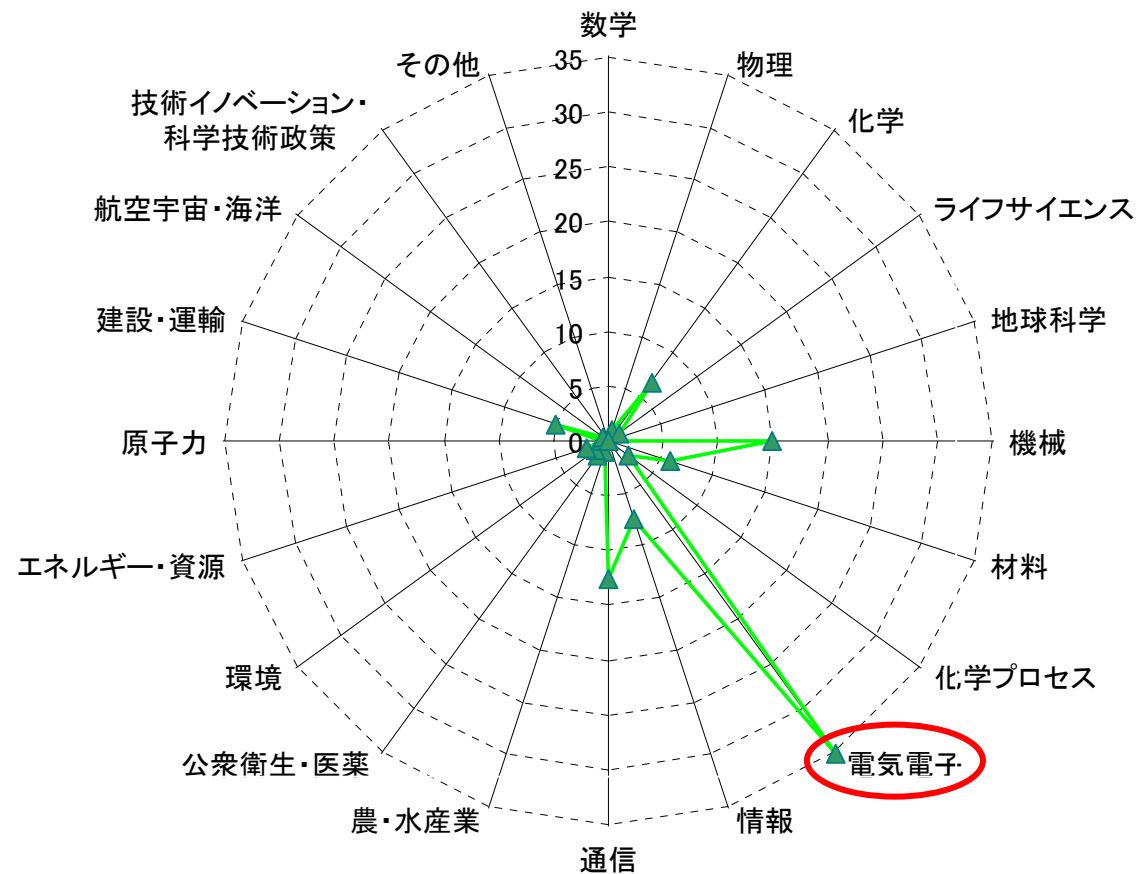 数学
物理
化学
ライフサイエンス
地球科学
機械
材料
化学プロセス
電気電子
情報
通信
農・水産業
公衆衛生・医薬
環境
エネルギー・資源
原子力
建設・運輸
航空宇宙・海洋
技術イノベーション・
科学技術政策
その他
35
30
25
20
15
10
5
0